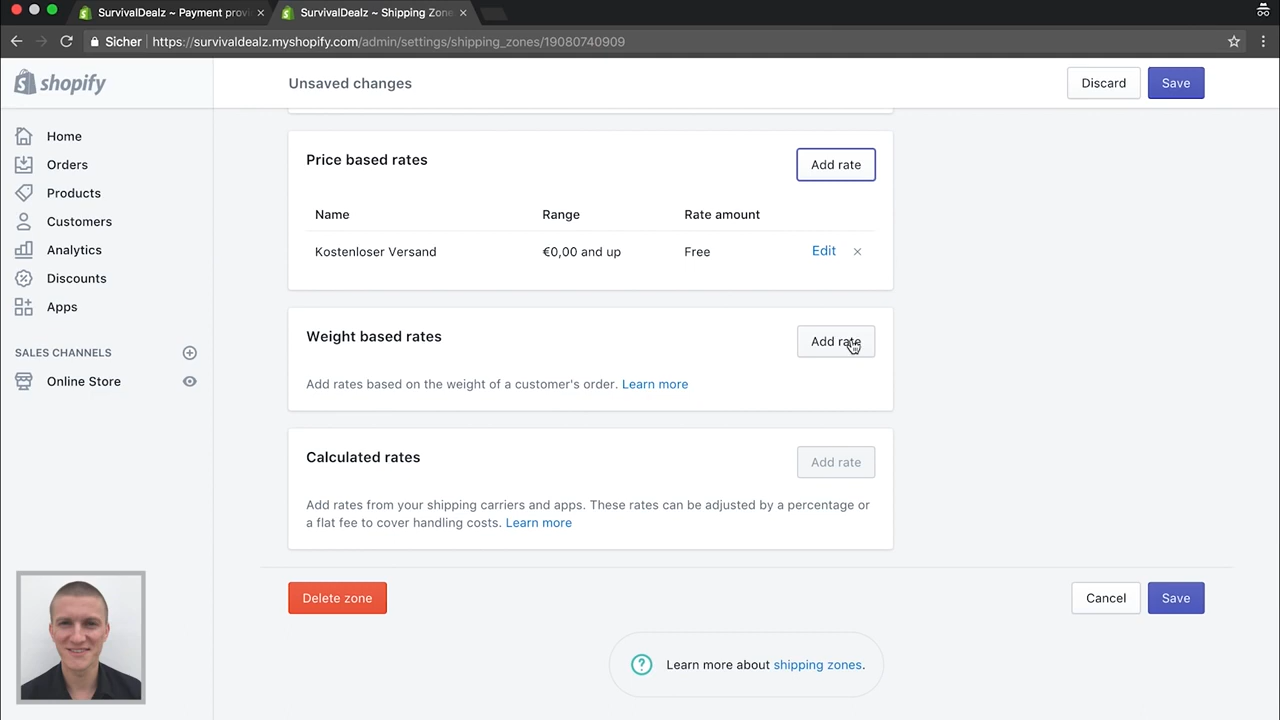 SurvivalDealz ~ Payment provi
SurvivalDealz ~ Shipping Zone
Sicher https://survivaldealz.myshopify.com/admin/settings/shipping_zones/19080740909
shopify
Unsaved changes
Discard
Save
Home
Orders
Products
Customers
Analytics
Discounts
Apps
SALES CHANNELS
Online Store
Price based rates
Add rate
Name Range Rate amount
Kostenloser Versand €0,00 and up Free Edit
Weight based rates
Add rate
Add rates based on the weight of a customer's order. Learn more
Calculated rates
Add rate
Add rates from your shipping carriers and apps. These rates can be adjusted by a percentage or
a flat fee to cover handling costs. Learn more
Delete zone
Cancel
Save
Learn more about shipping zones.